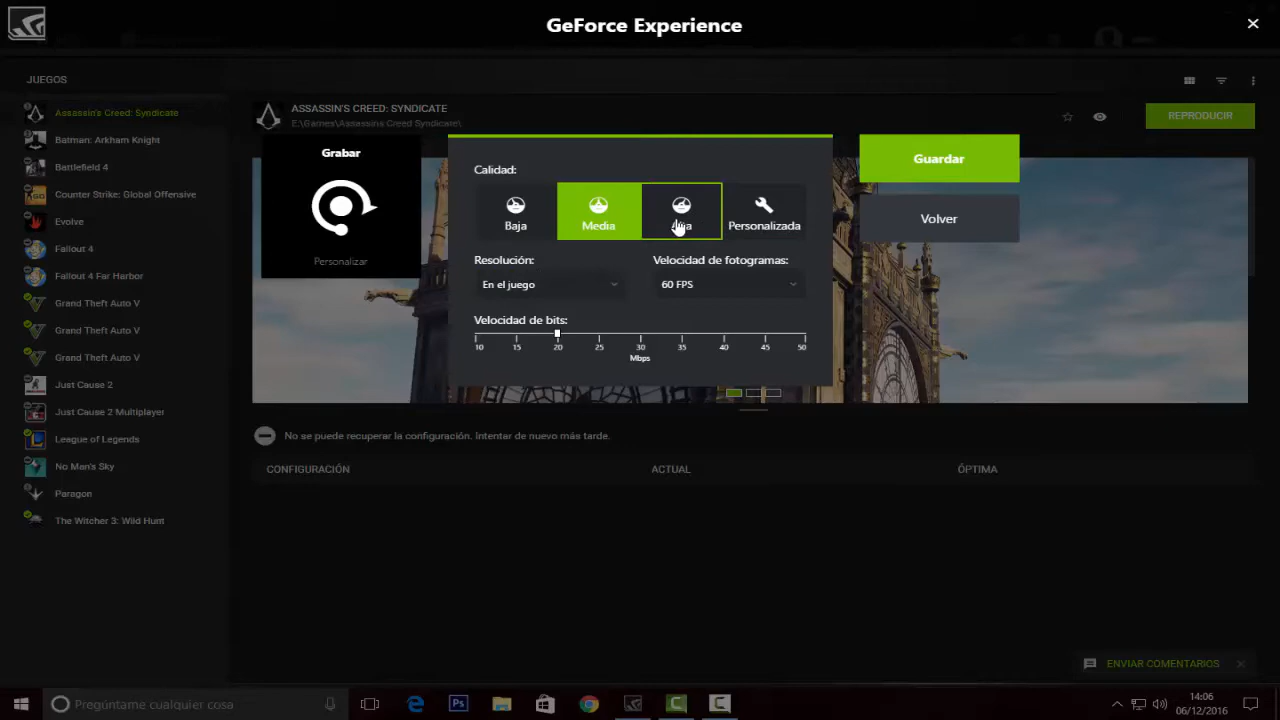 GeForce Experience
JUEGOS
Assassin's Creed: Syndicate
Batman: Arkham Knight
Battlefield 4
Counter Strike: Global Offensive
Evolve
Fallout 4
Fallout 4 Far Harbor
Grand Theft Auto V
Grand Theft Auto V
Grand Theft Auto V
Just Cause 2
Just Cause 2 Multiplayer
League of Legends
No Man's Sky
Paragon
The Witcher 3: Wild Hunt
ASSASSIN'S CREED: SYNDICATE
E:\Games\Assassins Creed Syndicate\
REPRODUCIR
Grabar
Personalizar
Calidad:
Baja
Media
Personalizada
Resolución:
Velocidad de fotogramas:
En el juego
60 FPS
Velocidad de bits:
10 15 20 25 30 35 40 45 50
Mbps
Guardar
Volver
No se puede recuperar la configuración. Intentar de nuevo más tarde.
CONFIGURACIÓN ACTUAL ÓPTIMA
ENVIAR COMENTARIOS
Pregúntame cualquier cosa
Ps
14:06
06/12/2016